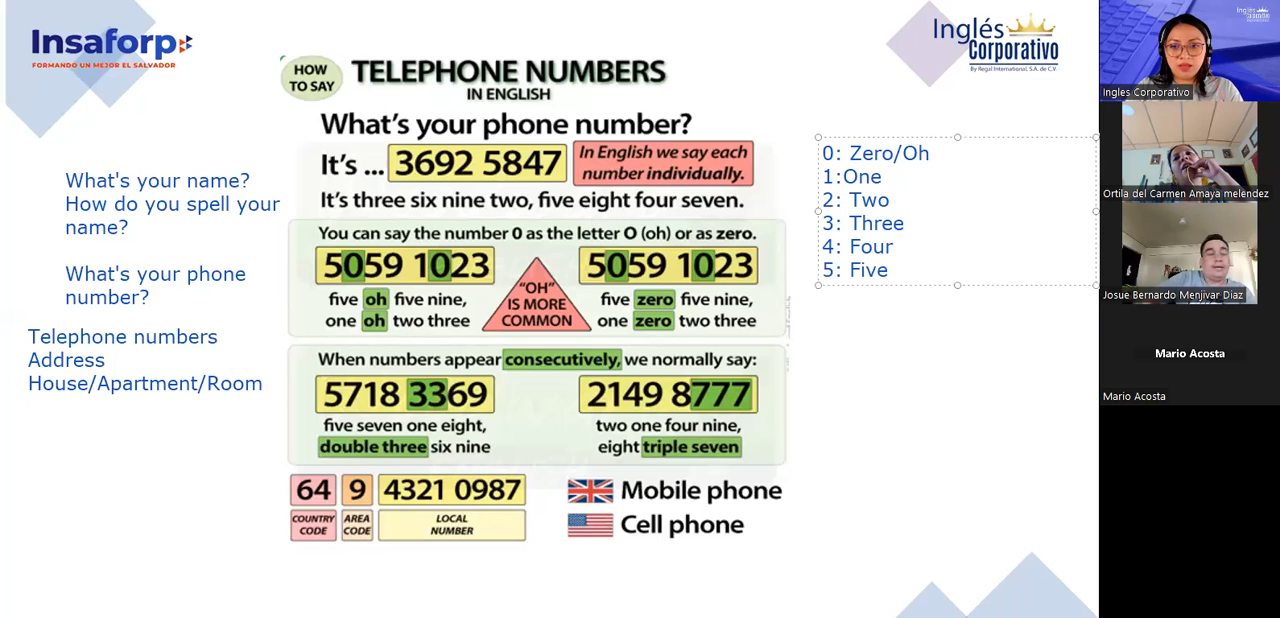 Insaforp
FORMANDO UN MEJOR EL SALVADOR
Inglés
Corporativo
By Regal International, S.A. de C.V.
HOW
TO SAY
TELEPHONE NUMBERS
IN ENGLISH
What's your phone number?
It's ... 3692 5847
In English we say each
number individually.
It's three six nine two, five eight four seven.
You can say the number 0 as the letter O (oh) or as zero.
5059 1023
five oh five nine,
one oh two three
"OH"
IS MORE
COMMON
5059 1023
five zero five nine,
one zero two three
When numbers appear consecutively, we normally say:
5718 3369
five seven one eight,
double three six nine
2149 8777
two one four nine,
eight triple seven
64 9 4321 0987
COUNTRY
CODE
AREA
CODE
LOCAL
NUMBER
Mobile phone
Cell phone
What's your name?
How do you spell your
name?
What's your phone
number?
Telephone numbers
Address
House/Apartment/Room
0: Zero/Oh
1:One
2: Two
3: Three
4: Four
5: Five
Inglés
Corporativo
Ingles Corporativo
Ortila del Carmen Amaya melendez
Josue Bernardo Menjivar Diaz
Mario Acosta
Mario Acosta